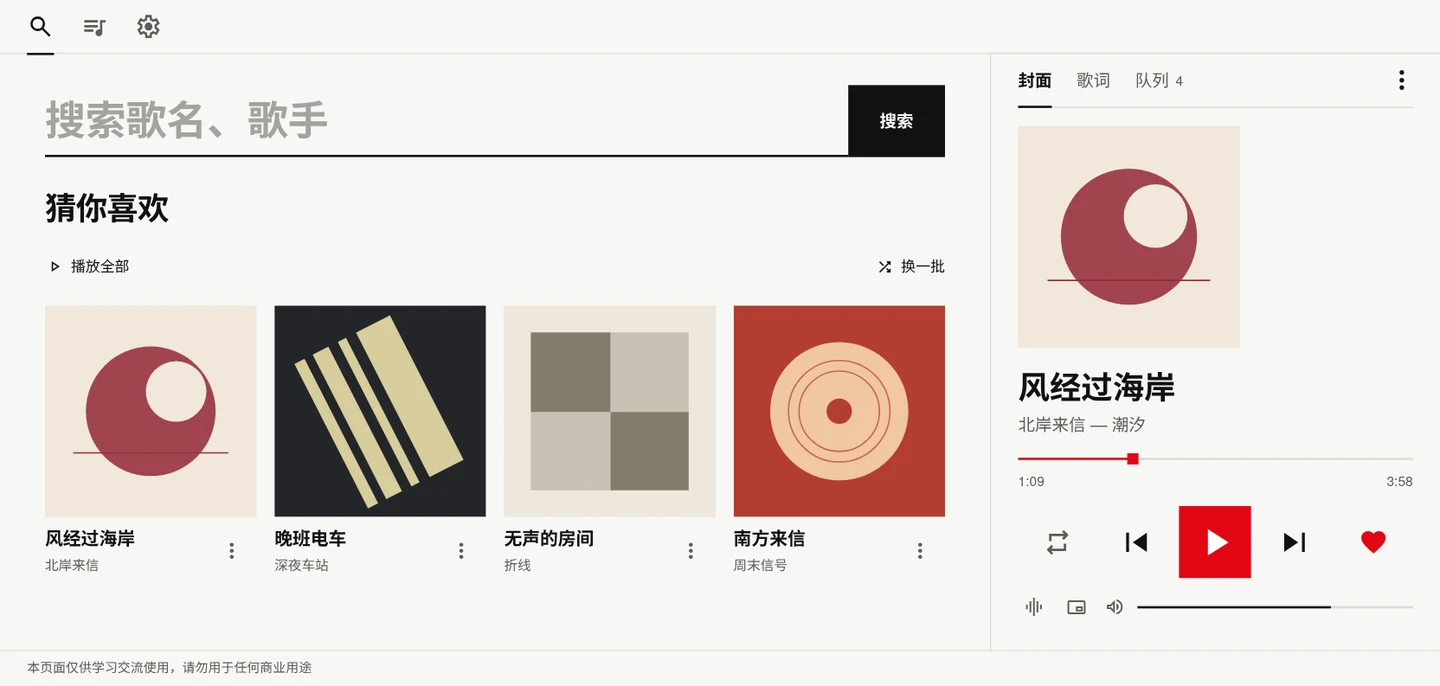 搜索歌名、歌手
搜索
猜你喜欢
播放全部
换一批
风经过海岸
北岸来信
晚班电车
深夜车站
无声的房间
折线
南方来信
周末信号
封面 歌词 队列 4
风经过海岸
北岸来信 — 潮汐
1:09 3:58
本页面仅供学习交流使用，请勿用于任何商业用途